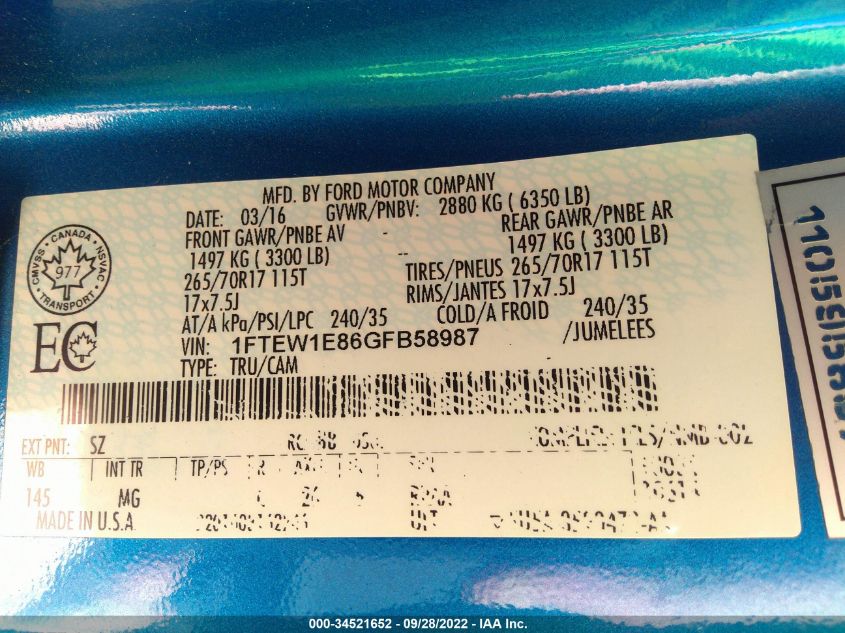 MFD. BY FORD MOTOR COMPANY
DATE: 03/16 GVWR/PNBV: 2880 KG ( 6350 LB)
FRONT GAWR/PNBE AV - REAR GAWR/PNBE AR
1497 KG ( 3300 LB) -- 1497 KG ( 3300 LB)
265/70R17 115T TIRES/PNEUS 265/70R17 115T
17x7.5J RIMS/JANTES 17x7.5J
AT/A kPa/PSI/LPC 240/35 COLD/A FROID 240/35
VIN: 1FTEW1E86GFB58987 /JUMELEES
TYPE: TRU/CAM
CMVSS · CANADA · NSVAC
977
TRANSPORT
EC
EXT PNT: SZ
WB INT TR TP/PS R
145 MG
MADE IN U.S.A.
000-34521652 - 09/28/2022 - IAA Inc.